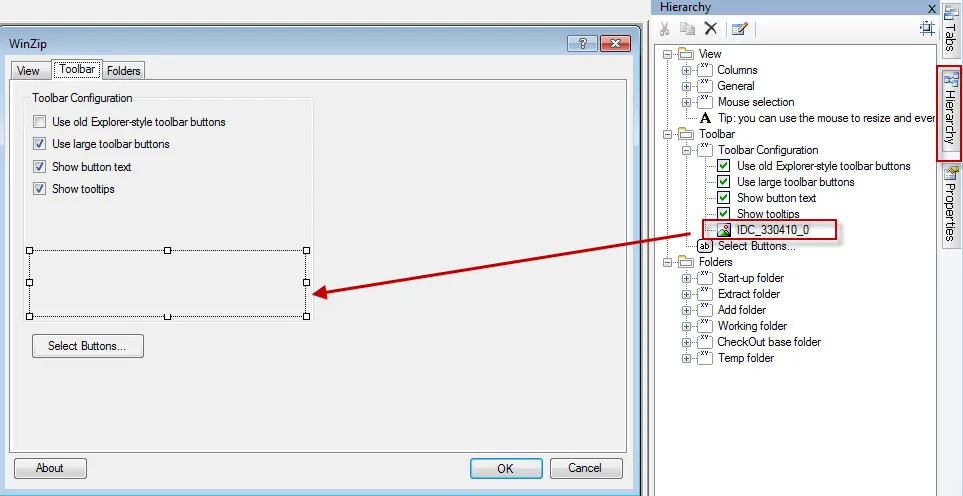 WinZip
View Toolbar Folders
Toolbar Configuration
Use old Explorer-style toolbar buttons
Use large toolbar buttons
Show button text
Show tooltips
Select Buttons...
About
OK
Cancel
Hierarchy
View
Columns
General
Mouse selection
A Tip: you can use the mouse to resize and ever
Toolbar
Toolbar Configuration
Use old Explorer-style toolbar buttons
Use large toolbar buttons
Show button text
Show tooltips
IDC_330410_0
ab Select Buttons...
Folders
Start-up folder
Extract folder
Add folder
Working folder
CheckOut base folder
Temp folder
Tabs
Hierarchy
Properties